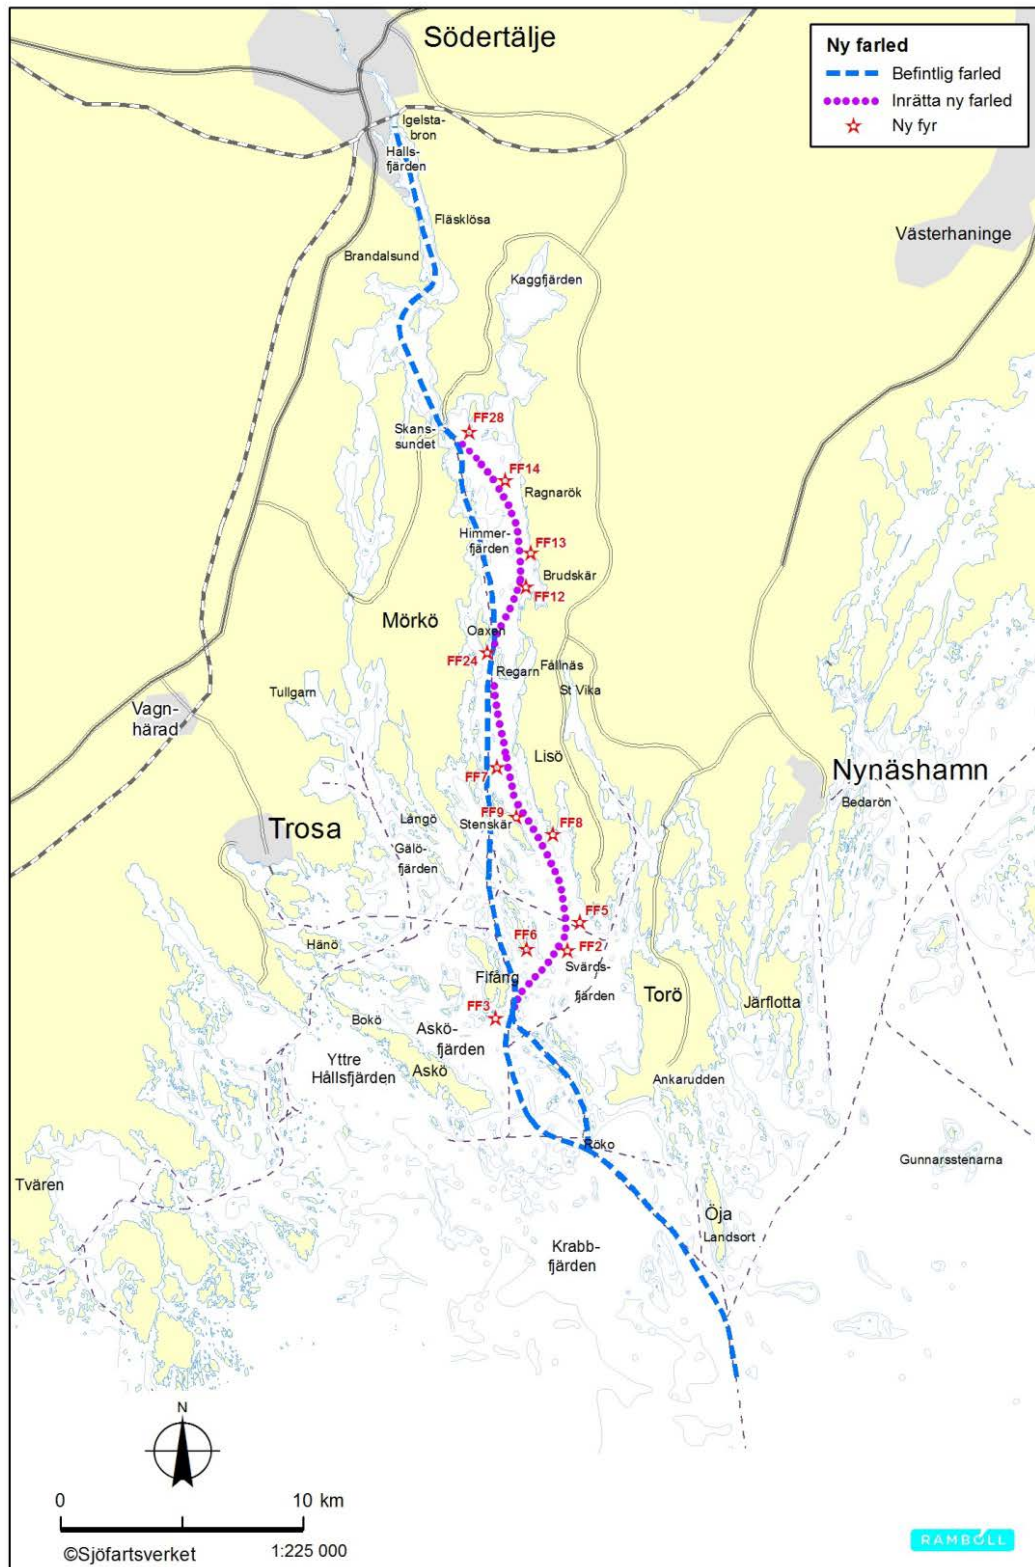 Södertälje
Ny farled
Befintlig farled
Inrätta ny farled
Ny fyr
Igelsta-
bron
Halls-
fjärden
Fläsklösa
Västerhaninge
Brandalsund
Kaggfjärden
FF28
Skans-
sundet
FF14
Ragnarök
Himmer-
fjärden
FF13
Brudskär
FF12
Mörkö
Oaxen
FF24
Regarn
Fållnäs
St Vika
Tullgarn
Vagn-
härad
Lisö
FF7
Nynäshamn
Bedarön
FF9
Stenskär
FF8
Trosa
Långö
Gälö-
fjärden
FF5
FF6
FF2
Hänö
Svärds-
fjärden
Fifång
Torö
Järflotta
FF3
Bokö
Askö-
fjärden
Yttre
Hållsfjärden
Askö
Ankarudden
Röko
Gunnarsstenarna
Tvären
Öja
Landsort
Krabb-
fjärden
N
0
10 km
©Sjöfartsverket
1:225 000
RAMBOLL